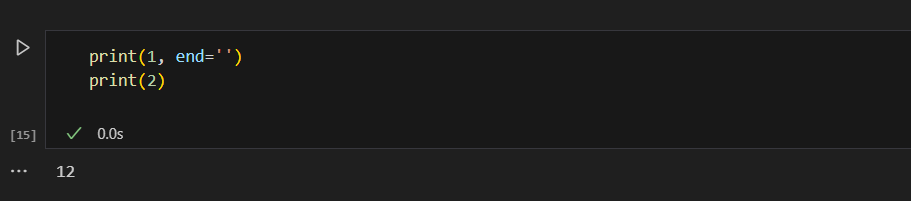 print(1, end='')
print(2)
[15]
0.0s
12